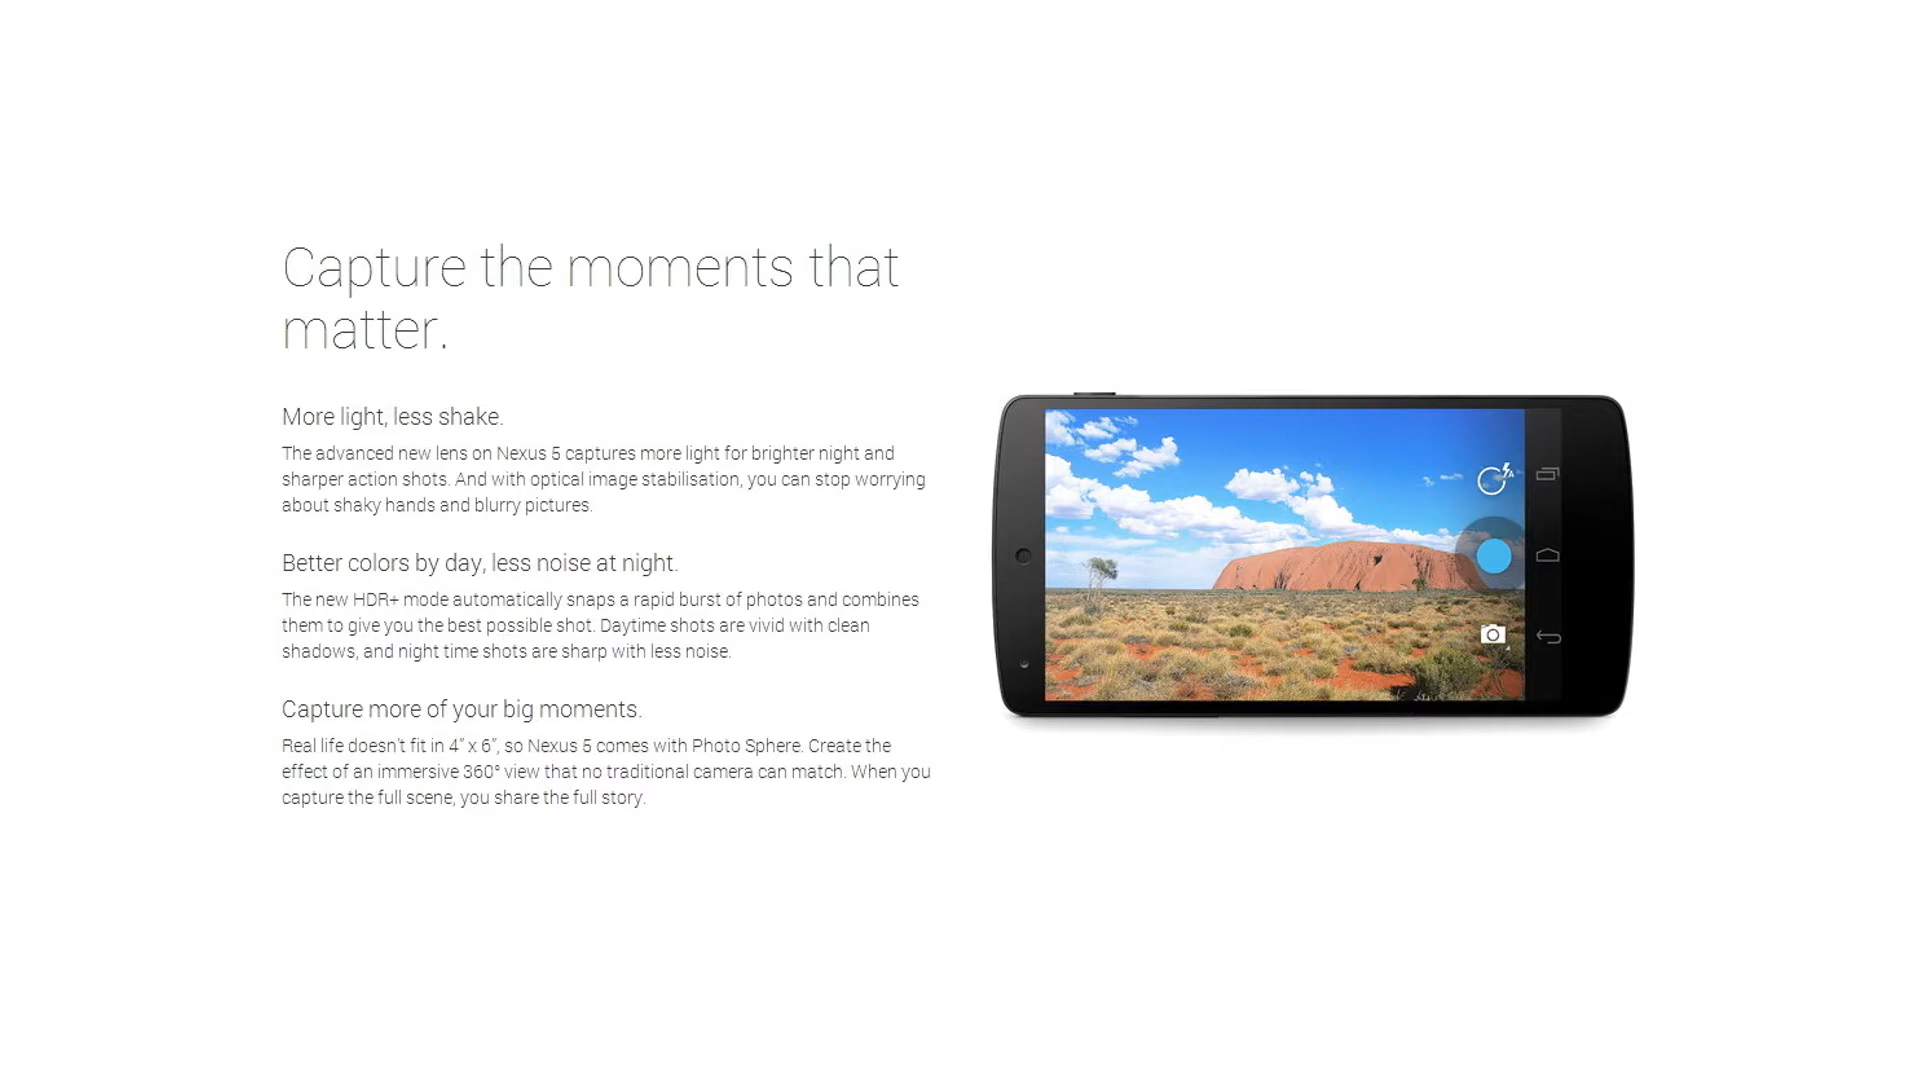 Capture the moments that
matter.
More light, less shake.
The advanced new lens on Nexus 5 captures more light for brighter night and
sharper action shots. And with optical image stabilisation, you can stop worrying
about shaky hands and blurry pictures.
Better colors by day, less noise at night.
The new HDR+ mode automatically snaps a rapid burst of photos and combines
them to give you the best possible shot. Daytime shots are vivid with clean
shadows, and night time shots are sharp with less noise.
Capture more of your big moments.
Real life doesn't fit in 4" x 6", so Nexus 5 comes with Photo Sphere. Create the
effect of an immersive 360° view that no traditional camera can match. When you
capture the full scene, you share the full story.
A